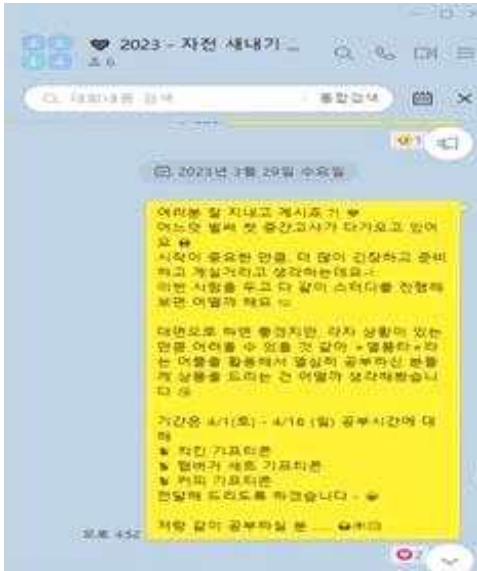 2023 - 자전 새내기 ...
6
대화내용 검색
통합검색
2023년 3월 29일 수요일
여러분 잘 지내고 계시죠?!
어느덧 벌써 첫 중간고사가 다가오고 있어
요
시작이 중요한 만큼, 더 많이 긴장하고 준비
하고 계실거라고 생각하는데요
이번 시험을 두고 다 같이 스터디를 진행해
보면 어떨까 해요
대면으로 하면 좋겠지만, 각자 상황이 있는
만큼 어려울 수 있을 것 같아 열품타 라
는 어플을 활용해서 열심히 공부하신 분들
께 상품을 드리는 건 어떨까 생각해봤습니
다
기간은 4/1(토) - 4/16 (일) 공부시간에 대
해
치킨 기프티콘
햄버거 세트 기프티콘
커피 기프티콘
전달해 드리도록 하겠습니다 -
저랑 같이 공부하실 분 ....
오후 4:52